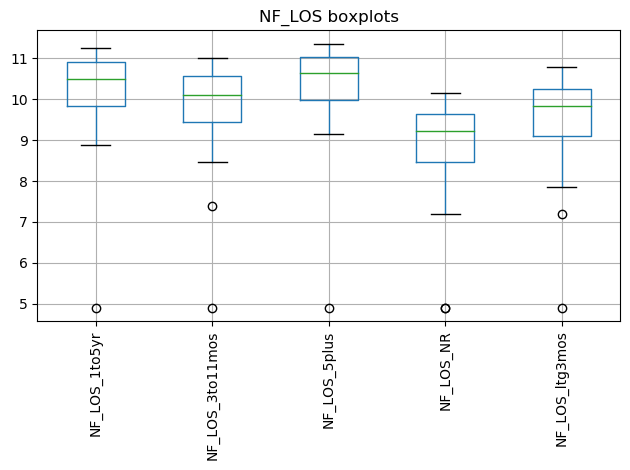 NF_LOS boxplots
11
10
9
8
7
6
5
NF_LOS_1to5yr
NF_LOS_3to11mos
NF_LOS_5plus
NF_LOS_NR
NF_LOS_ltg3mos